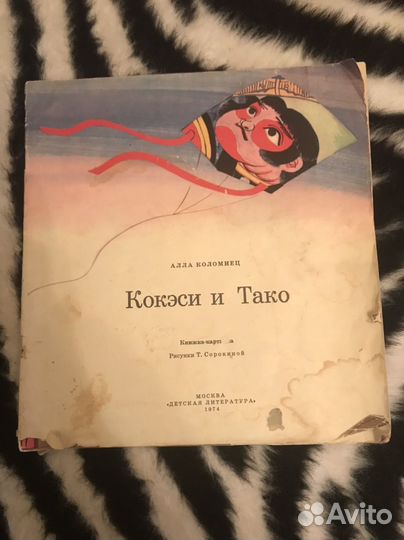 АЛЛА КОЛОМИЕЦ
Кокэси и Тако
Рисунки Т. Сорокиной
МОСКВА
«ДЕТСКАЯ ЛИТЕРАТУРА»
1974
Avito